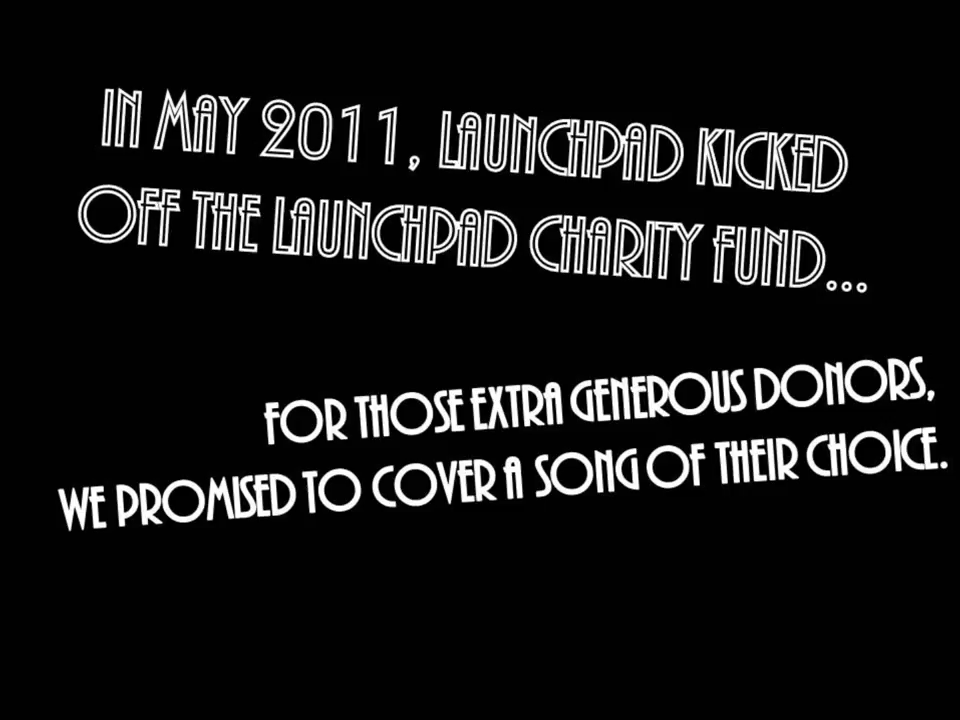 IN MAY 2011, LAUNCHPAD KICKED
OFF THE LAUNCHPAD CHARITY FUND...
FOR THOSE EXTRA GENEROUS DONORS,
WE PROMISED TO COVER A SONG OF THEIR CHOICE.